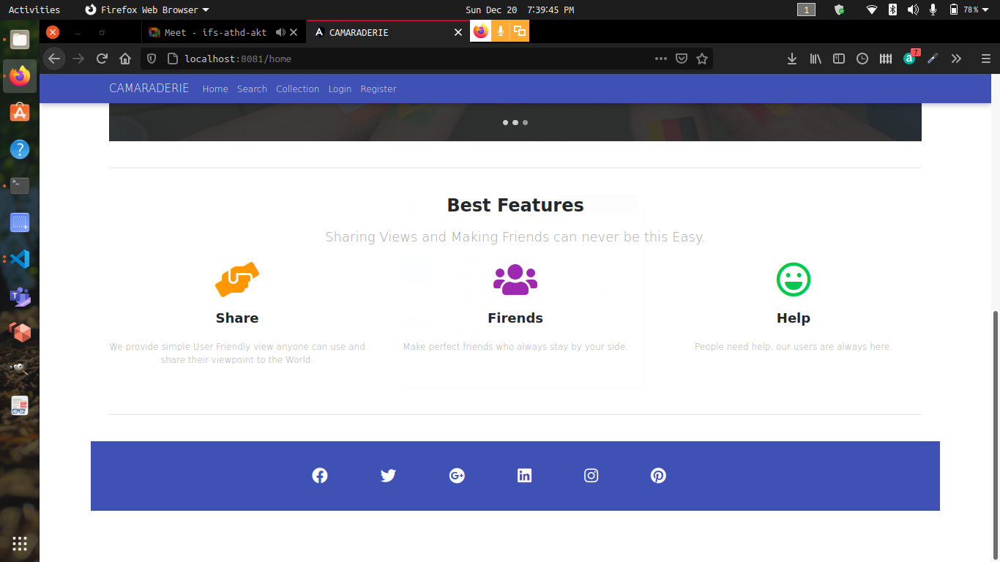 Activities Firefox Web Browser Sun Dec 20 7:39:45 PM 1 78%
Meet - ifs-athd-akt CAMARADERIE
localhost:8081/home 7
CAMARADERIE Home Search Collection Login Register
Best Features
Sharing Views and Making Friends can never be this Easy.
Share Firends Help
We provide simple User Friendly view anyone can use and Make perfect friends who always stay by your side. People need help, our users are always here.
share their viewpoint to the World.